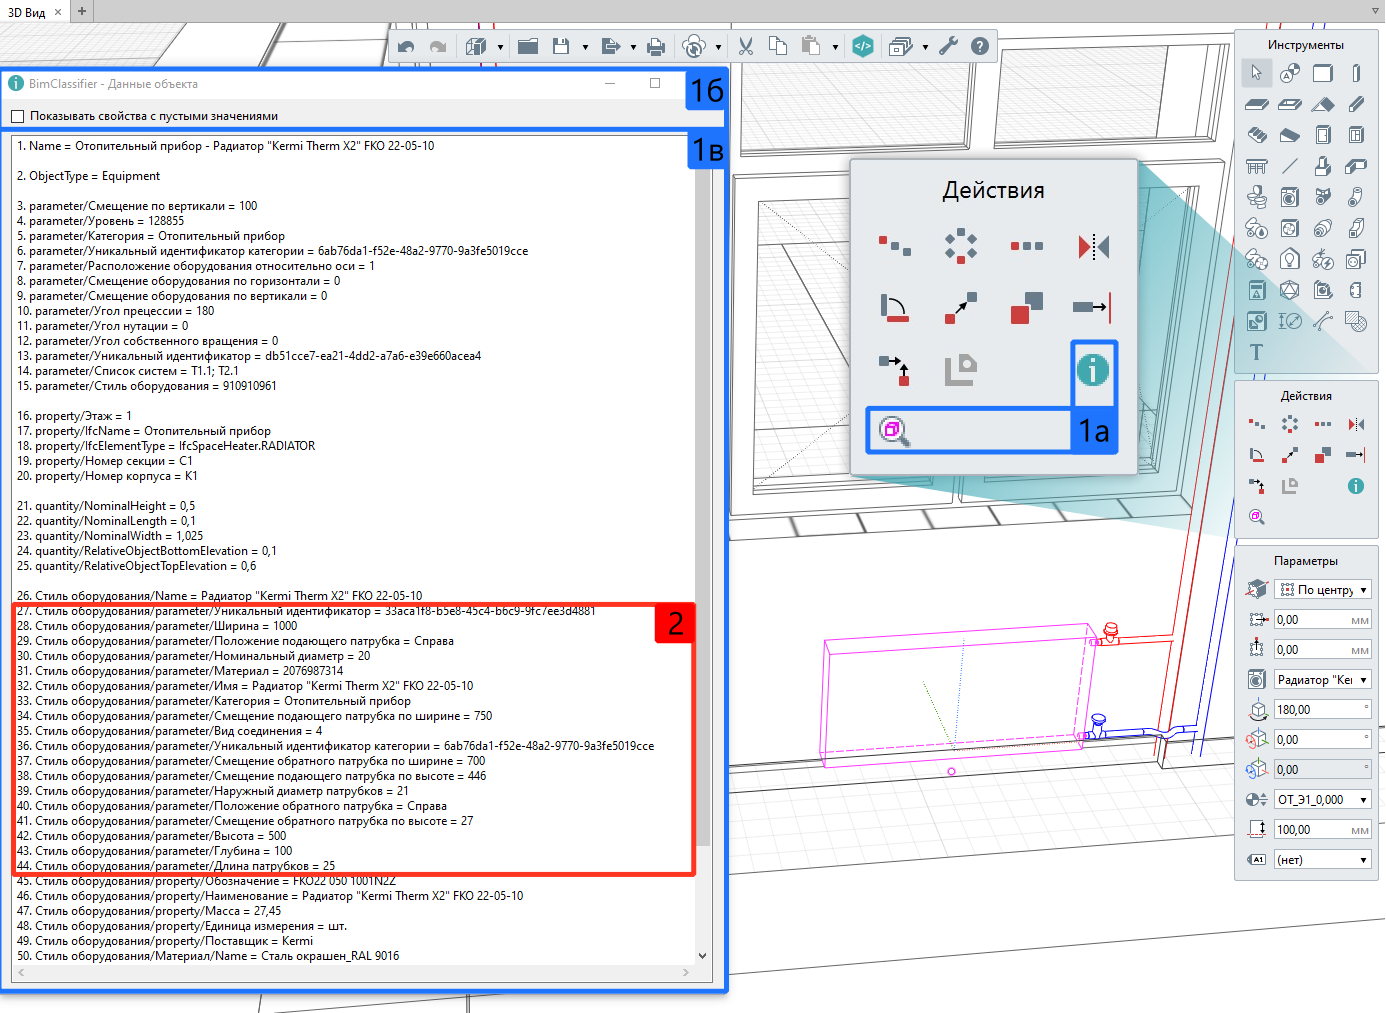 3D Вид
BimClassifier - Данные объекта
1б
Показывать свойства с пустыми значениями
1в
1. Name = Отопительный прибор - Радиатор "Kermi Therm X2" FKO 22-05-10
2. ObjectType = Equipment
3. parameter/Смещение по вертикали = 100
4. parameter/Уровень = 128855
5. parameter/Категория = Отопительный прибор
6. parameter/Уникальный идентификатор категории = 6ab76da1-f52e-48a2-9770-9a3fe5019cce
7. parameter/Расположение оборудования относительно оси = 1
8. parameter/Смещение оборудования по горизонтали = 0
9. parameter/Смещение оборудования по вертикали = 0
10. parameter/Угол прецессии = 180
11. parameter/Угол нутации = 0
12. parameter/Угол собственного вращения = 0
13. parameter/Уникальный идентификатор = db51cce7-ea21-4dd2-a7a6-e39e660acea4
14. parameter/Список систем = T1.1; T2.1
15. parameter/Стиль оборудования = 910910961
16. property/Этаж = 1
17. property/IfcName = Отопительный прибор
18. property/IfcElementType = IfcSpaceHeater.RADIATOR
19. property/Номер секции = С1
20. property/Номер корпуса = К1
21. quantity/NominalHeight = 0,5
22. quantity/NominalLength = 0,1
23. quantity/NominalWidth = 1,025
24. quantity/RelativeObjectBottomElevation = 0,1
25. quantity/RelativeObjectTopElevation = 0,6
26. Стиль оборудования/Name = Радиатор "Kermi Therm X2" FKO 22-05-10
27. Стиль оборудования/parameter/Уникальный идентификатор = 33aca1f8-b5e8-45c4-b6c9-9fc7ee3d4881
2
28. Стиль оборудования/parameter/Ширина = 1000
29. Стиль оборудования/parameter/Положение подающего патрубка = Справа
30. Стиль оборудования/parameter/Номинальный диаметр = 20
31. Стиль оборудования/parameter/Материал = 2076987314
32. Стиль оборудования/parameter/Имя = Радиатор "Kermi Therm X2" FKO 22-05-10
33. Стиль оборудования/parameter/Категория = Отопительный прибор
34. Стиль оборудования/parameter/Смещение подающего патрубка по ширине = 750
35. Стиль оборудования/parameter/Вид соединения = 4
36. Стиль оборудования/parameter/Уникальный идентификатор категории = 6ab76da1-f52e-48a2-9770-9a3fe5019cce
37. Стиль оборудования/parameter/Смещение обратного патрубка по ширине = 700
38. Стиль оборудования/parameter/Смещение подающего патрубка по высоте = 446
39. Стиль оборудования/parameter/Наружный диаметр патрубков = 21
40. Стиль оборудования/parameter/Положение обратного патрубка = Справа
41. Стиль оборудования/parameter/Смещение обратного патрубка по высоте = 27
42. Стиль оборудования/parameter/Высота = 500
43. Стиль оборудования/parameter/Глубина = 100
44. Стиль оборудования/parameter/Длина патрубков = 25
45. Стиль оборудования/property/Обозначение = FKO22 050 1001N2Z
46. Стиль оборудования/property/Наименование = Радиатор "Kermi Therm X2" FKO 22-05-10
47. Стиль оборудования/property/Масса = 27,45
48. Стиль оборудования/property/Единица измерения = шт.
49. Стиль оборудования/property/Поставщик = Kermi
50. Стиль оборудования/Материал/Name = Сталь окрашен_RAL 9016
Действия
1а
Инструменты
Действия
Параметры
По центру
0,00 мм
0,00 мм
Радиатор "Ker
180,00 °
0,00 °
0,00 °
ОТ_Э1_0,000
100,00 мм
A1 (нет)